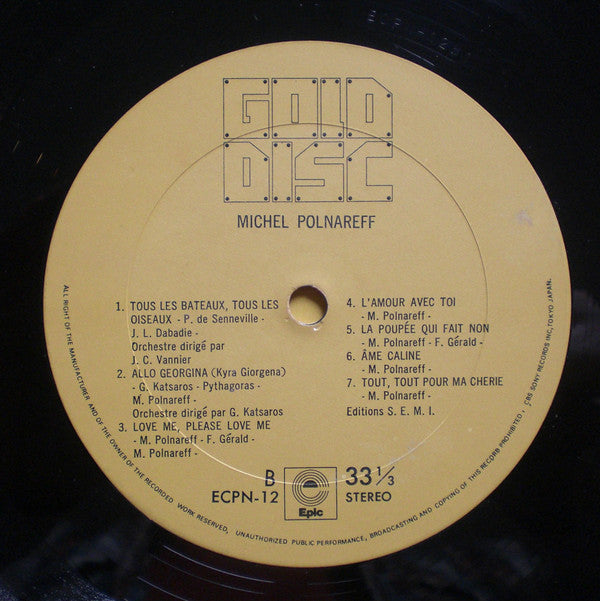 GOLD
DISC
MICHEL POLNAREFF
1. TOUS LES BATEAUX, TOUS LES
OISEAUX - P. de Senneville -
J. L. Dabadie -
Orchestre dirigé par
J. C. Vannier
2. ALLO GEORGINA (Kyra Giorgena)
- G. Katsaros - Pythagoras -
M. Polnareff -
Orchestre dirigé par G. Katsaros
3. LOVE ME, PLEASE LOVE ME
- M. Polnareff - F. Gérald -
M. Polnareff -
4. L'AMOUR AVEC TOI
- M. Polnareff -
5. LA POUPÉE QUI FAIT NON
- M. Polnareff - F. Gérald -
6. ÂME CALINE
- M. Polnareff -
7. TOUT, TOUT POUR MA CHERIE
- M. Polnareff -
Editions S. E. M. I.
B
ECPN-12
Epic
33 1/3
STEREO
ALL RIGHT OF THE MANUFACTURER AND OF THE OWNER OF THE RECORDED WORK RESERVED, UNAUTHORIZED PUBLIC PERFORMANCE, BROADCASTING AND COPYING OF THIS RECORD PROHIBITED, CBS SONY RECORDS INC, TOKYO JAPAN.